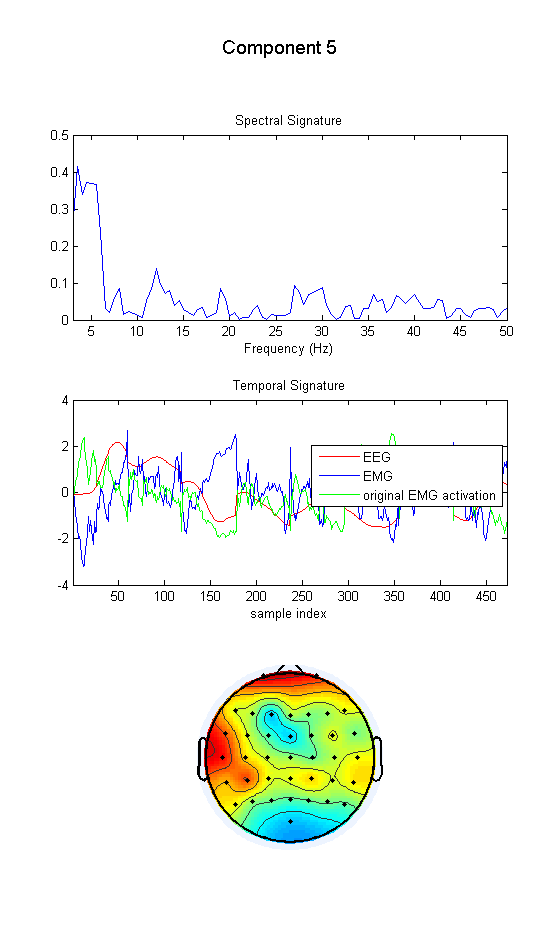 Component 5
Spectral Signature
0.5
0.4
0.3
0.2
0.1
0
5 10 15 20 25 30 35 40 45 50
Frequency (Hz)
Temporal Signature
4
2
0
-2
-4
EEG
EMG
original EMG activation
50 100 150 200 250 300 350 400 450
sample index